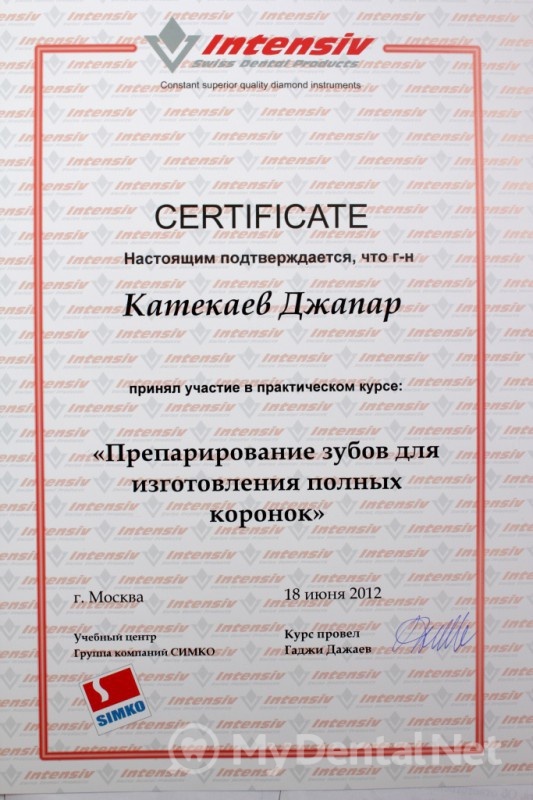 Intensiv
Swiss Dental Products
Constant superior quality diamond instruments
CERTIFICATE
Настоящим подтверждается, что г-н
Катекаев Джапар
принял участие в практическом курсе:
«Препарирование зубов для
изготовления полных
коронок»
г. Москва
18 июня 2012
Учебный центр
Группа компаний СИМКО
Курс провел
Гаджи Дажаев
SIMKO
MyDentalNet